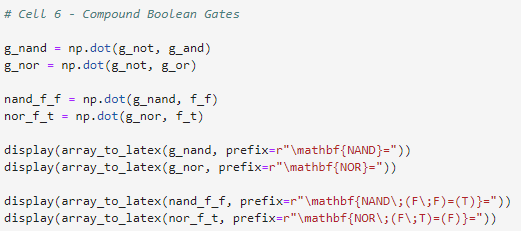 # Cell 6 - Compound Boolean Gates
g_nand = np.dot(g_not, g_and)
g_nor = np.dot(g_not, g_or)
nand_f_f = np.dot(g_nand, f_f)
nor_f_t = np.dot(g_nor, f_t)
display(array_to_latex(g_nand, prefix=r"\mathbf{NAND}="))
display(array_to_latex(g_nor, prefix=r"\mathbf{NOR}="))
display(array_to_latex(nand_f_f, prefix=r"\mathbf{NAND\;(F\;F)=(T)}="))
display(array_to_latex(nor_f_t, prefix=r"\mathbf{NOR\;(F\;T)=(F)}="))